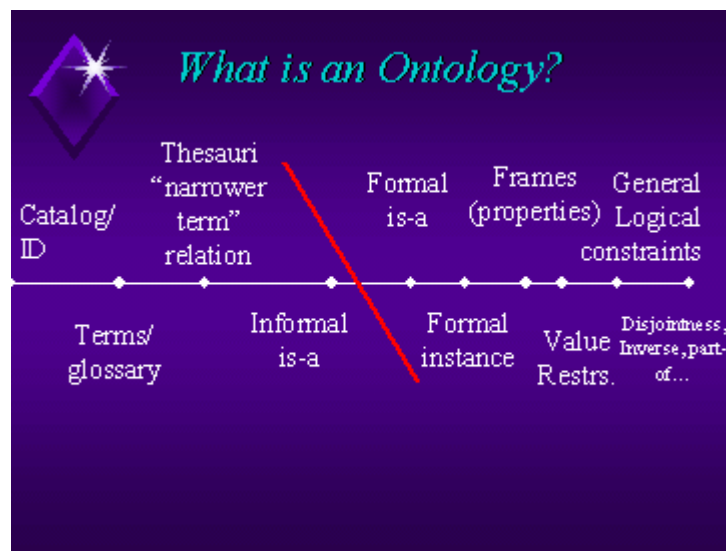 What is an Ontology?
Thesauri
“narrower
term”
relation
Formal
is-a
Frames
(properties)
General
Logical
constraints
Catalog/
ID
Terms/
glossary
Informal
is-a
Formal
instance
Value
Restrs.
Disjointness,
Inverse,part-
of...